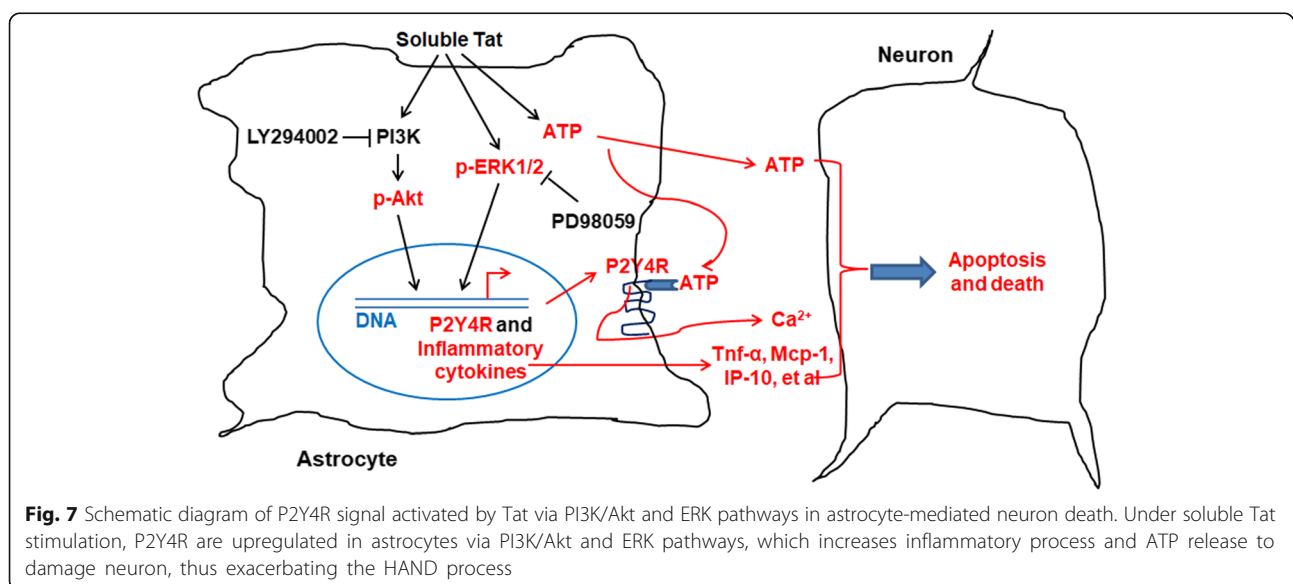 Soluble Tat
Neuron
LY294002
PI3K
ATP
ATP
p-ERK1/2
p-Akt
PD98059
P2Y4R
ATP
Apoptosis
and death
DNA
P2Y4R and
Inflammatory
cytokines
Ca²⁺
Tnf-α, Mcp-1,
IP-10, et al
Astrocyte
Fig. 7 Schematic diagram of P2Y4R signal activated by Tat via PI3K/Akt and ERK pathways in astrocyte-mediated neuron death. Under soluble Tat
stimulation, P2Y4R are upregulated in astrocytes via PI3K/Akt and ERK pathways, which increases inflammatory process and ATP release to
damage neuron, thus exacerbating the HAND process